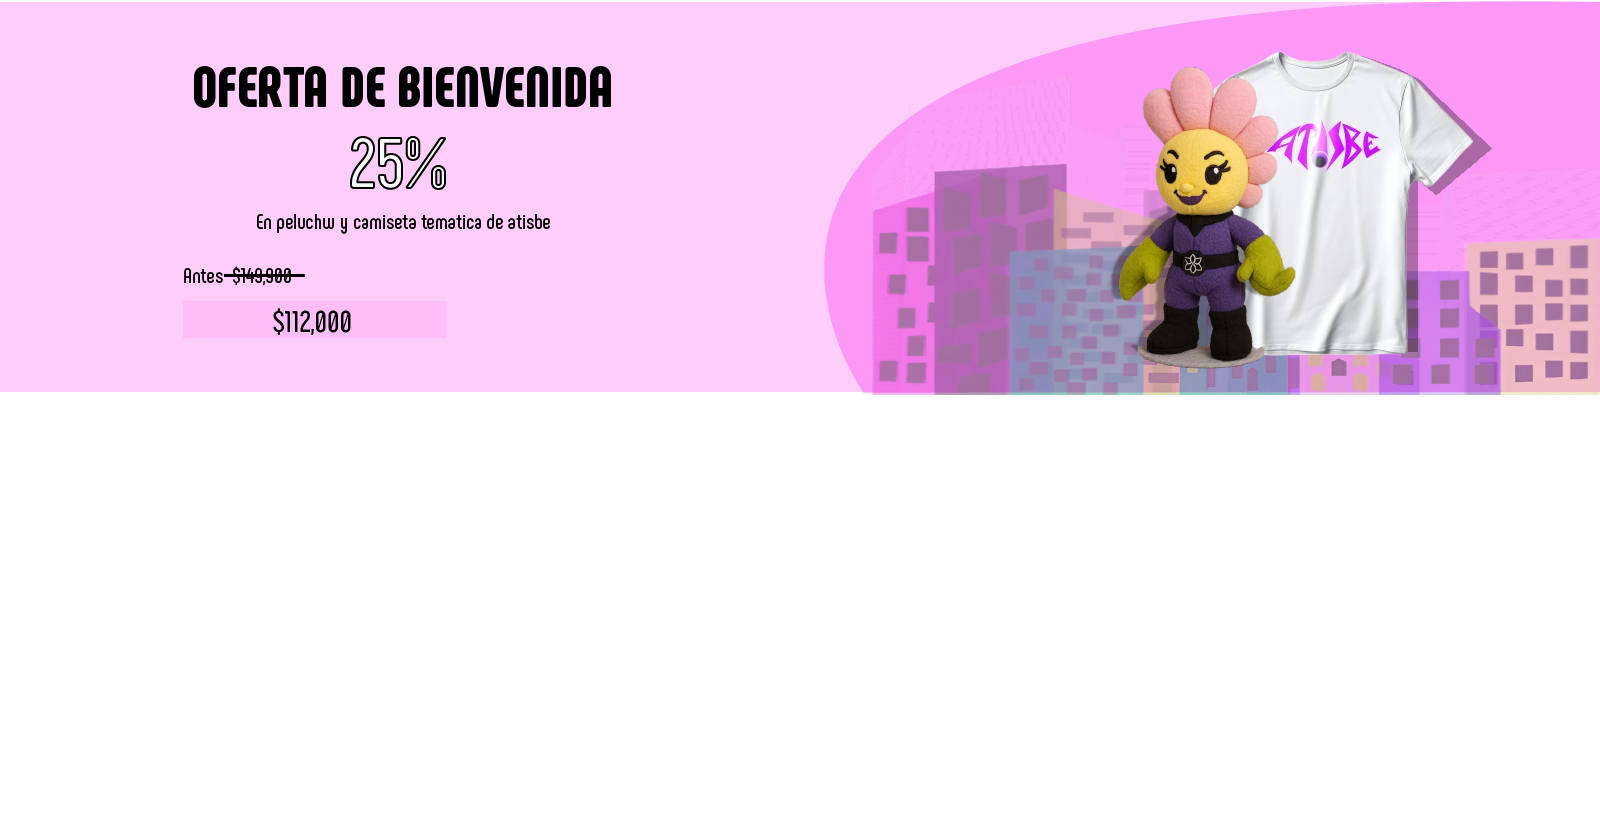 OFERTA DE BIENVENIDA
25%
En peluchw y camiseta tematica de atisbe
Antes $149,900
$112,000
ATISBE